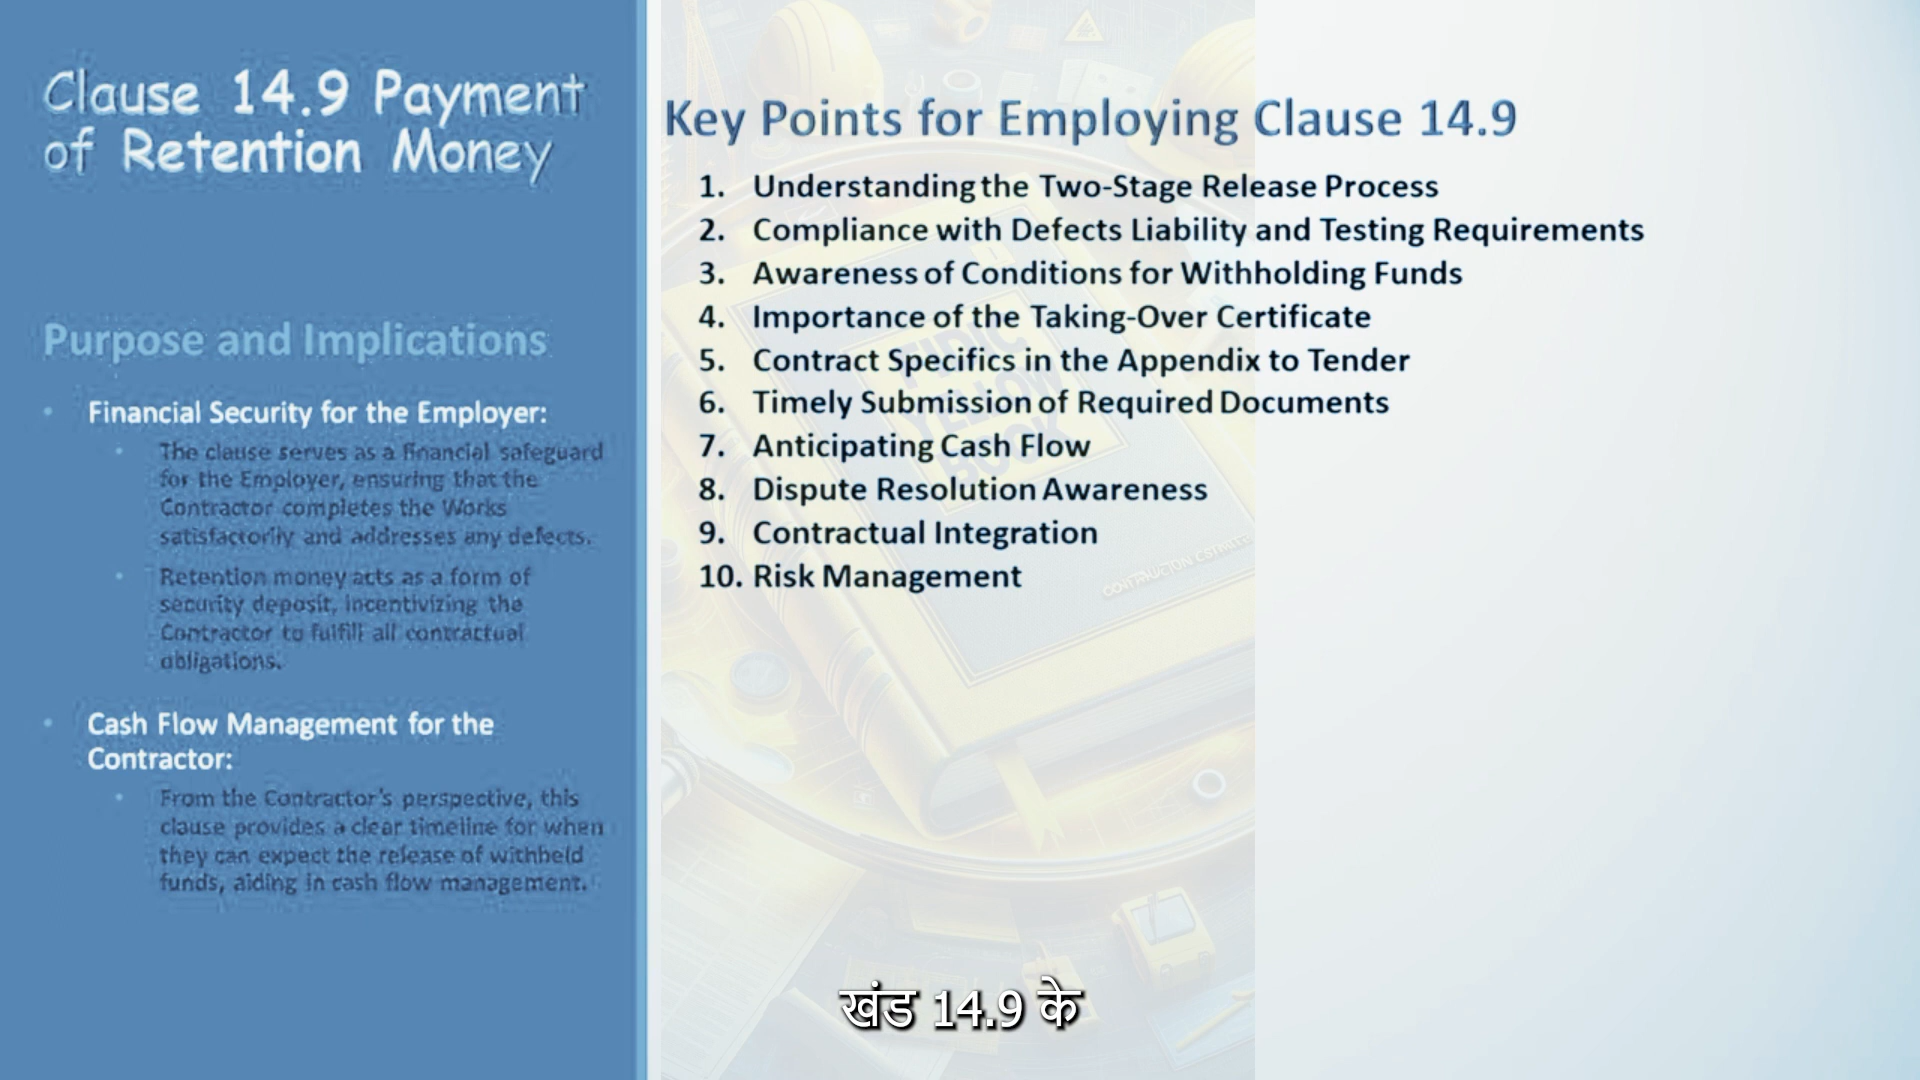 Clause 14.9 Payment
of Retention Money
Purpose and Implications
• Financial Security for the Employer:
• The clause serves as a financial safeguard
for the Employer, ensuring that the
Contractor completes the Works
satisfactorily and addresses any defects.
• Retention money acts as a form of
security deposit, incentivizing the
Contractor to fulfill all contractual
obligations.
• Cash Flow Management for the
Contractor:
• From the Contractor's perspective, this
clause provides a clear timeline for when
they can expect the release of withheld
funds, aiding in cash flow management.
Key Points for Employing Clause 14.9
1. Understanding the Two-Stage Release Process
2. Compliance with Defects Liability and Testing Requirements
3. Awareness of Conditions for Withholding Funds
4. Importance of the Taking-Over Certificate
5. Contract Specifics in the Appendix to Tender
6. Timely Submission of Required Documents
7. Anticipating Cash Flow
8. Dispute Resolution Awareness
9. Contractual Integration
10. Risk Management
FIDIC
YELLOW
BOOK
खंड 14.9 के